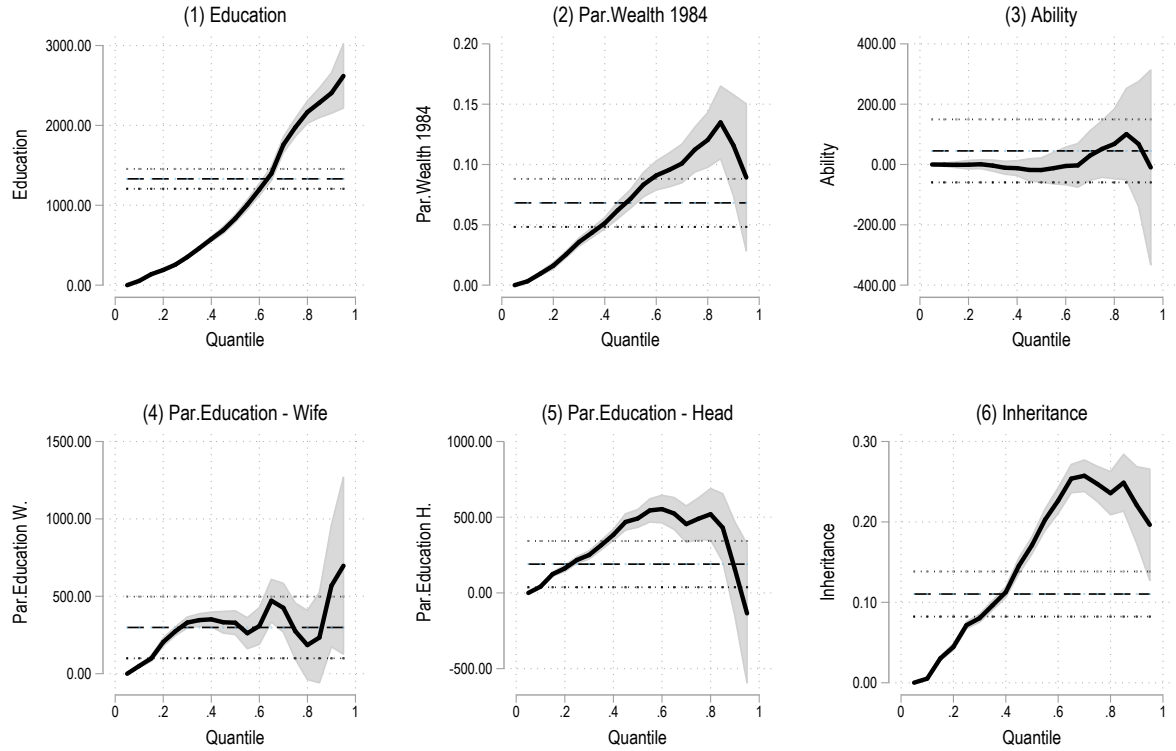 (1) Education
(2) Par.Wealth 1984
(3) Ability
Education
3000.00
2000.00
1000.00
0.00
0 .2 .4 .6 .8 1
Quantile
Par.Wealth 1984
0.20
0.15
0.10
0.05
0.00
0 .2 .4 .6 .8 1
Quantile
Ability
400.00
200.00
0.00
-200.00
-400.00
0 .2 .4 .6 .8 1
Quantile
(4) Par.Education - Wife
(5) Par.Education - Head
(6) Inheritance
Par.Education W.
1500.00
1000.00
500.00
0.00
0 .2 .4 .6 .8 1
Quantile
Par.Education H.
1000.00
500.00
0.00
-500.00
0 .2 .4 .6 .8 1
Quantile
Inheritance
0.30
0.20
0.10
0.00
0 .2 .4 .6 .8 1
Quantile